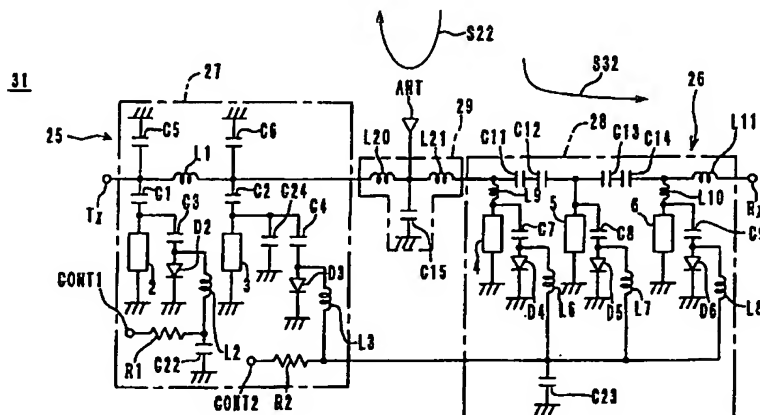 S22
31
27
ANT
S32
25
C5
C6
29
28
26
L1
L20
L21
C11
C12
C13
C14
L11
Tx
C1
C3
C2
C24
C4
L9
L10
Rx
D2
2
3
D3
C15
4
C7
5
C8
6
C9
CONT1
D4
L6
D5
L7
D6
L8
R1
C22
L2
L3
CONT2
R2
C23